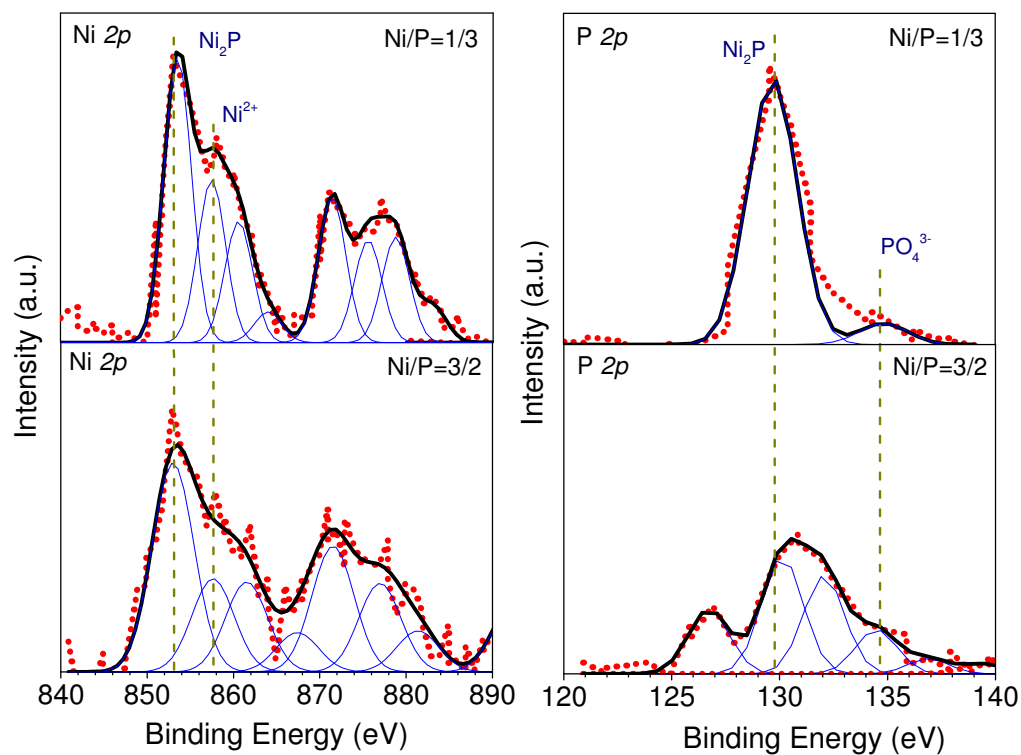 Ni 2p
Ni₂P
Ni/P=1/3
Ni²⁺
Ni 2p
Ni/P=3/2
Intensity (a.u.)
840 850 860 870 880 890
Binding Energy (eV)
P 2p
Ni/P=1/3
Ni₂P
PO₄³⁻
P 2p
Ni/P=3/2
Intensity (a.u.)
120 125 130 135 140
Binding Energy (eV)